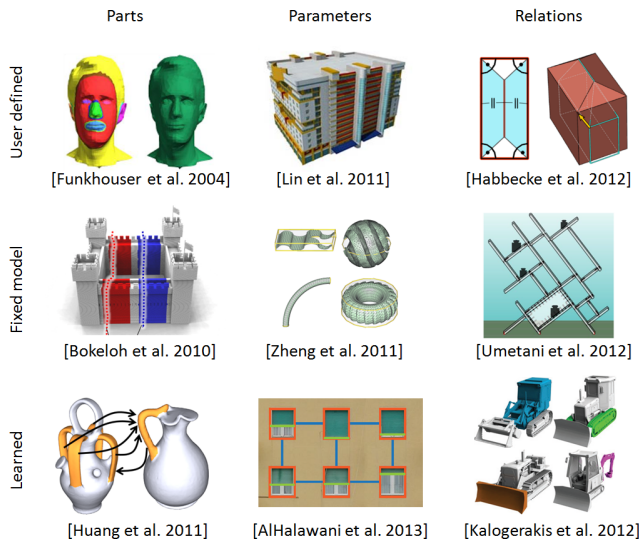 Parts Parameters Relations
User defined
[Funkhouser et al. 2004] [Lin et al. 2011] [Habbecke et al. 2012]
Fixed model
[Bokeloh et al. 2010] [Zheng et al. 2011] [Umetani et al. 2012]
Learned
[Huang et al. 2011] [AlHalawani et al. 2013] [Kalogerakis et al. 2012]